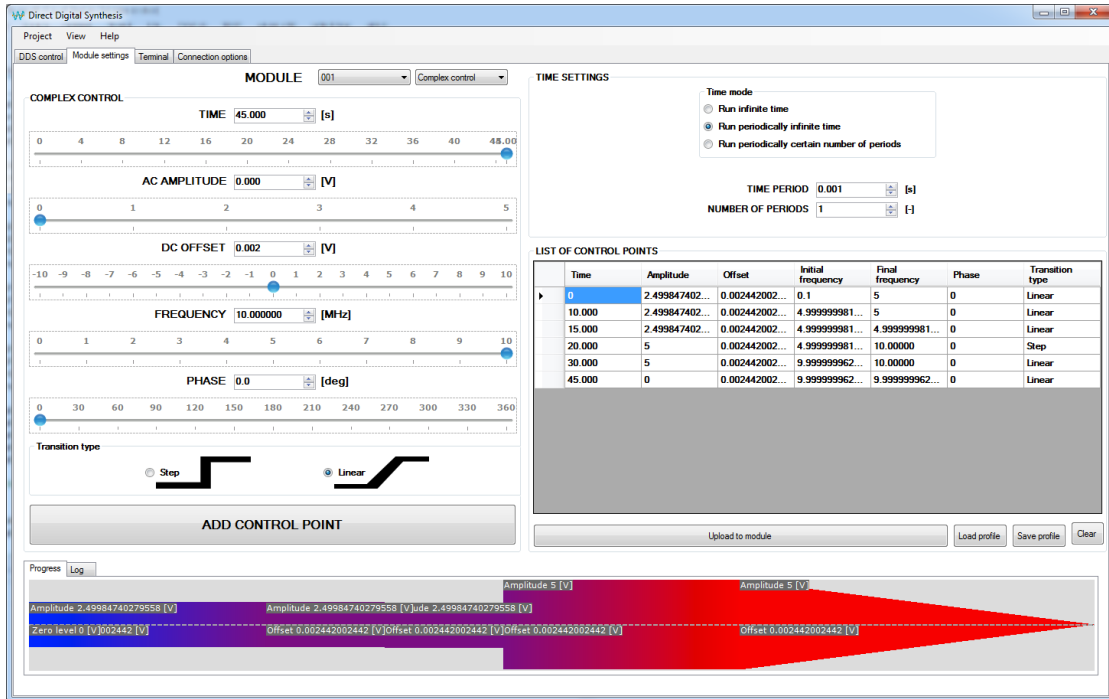 Direct Digital Synthesis
Project View Help
DDS control Module settings Terminal Connection options
MODULE 001 Complex control
COMPLEX CONTROL
TIME 45.000 [s]
0 4 8 12 16 20 24 28 32 36 40
AC AMPLITUDE 0.000 [V]
0 1 2 3 4 5
DC OFFSET 0.002 [V]
-10 -9 -8 -7 -6 -5 -4 -3 -2 -1 0 1 2 3 4 5 6 7 8 9 10
FREQUENCY 10.000000 [MHz]
0 1 2 3 4 5 6 7 8 9 10
PHASE 0.0 [deg]
0 30 60 90 120 150 180 210 240 270 300 330 360
Transition type
Step Linear
ADD CONTROL POINT
TIME SETTINGS
Time mode
Run infinite time
Run periodically infinite time
Run periodically certain number of periods
TIME PERIOD 0.001 [s]
NUMBER OF PERIODS 1 [-]
LIST OF CONTROL POINTS
Time Amplitude Offset Initial frequency Final frequency Phase Transition type
0 2.499847402... 0.002442002... 0.1 5 0 Linear
10.000 2.499847402... 0.002442002... 4.999999981... 5 0 Linear
15.000 2.499847402... 0.002442002... 4.999999981... 4.999999981... 0 Linear
20.000 5 0.002442002... 4.999999981... 10.00000 0 Step
30.000 5 0.002442002... 9.999999962... 10.00000 0 Linear
45.000 0 0.002442002... 9.999999962... 9.999999962... 0 Linear
Upload to module Load profile Save profile Clear
Progress Log
Amplitude 5 [V] Amplitude 5 [V]
Amplitude 2.49984740279558 [V] Amplitude 2.49984740279558 [V]ude 2.49984740279558 [V]
Zero level 0 [V]002442 [V] Offset 0.002442002442 [V]Offset 0.002442002442 [V]Offset 0.002442002442 [V] Offset 0.002442002442 [V]